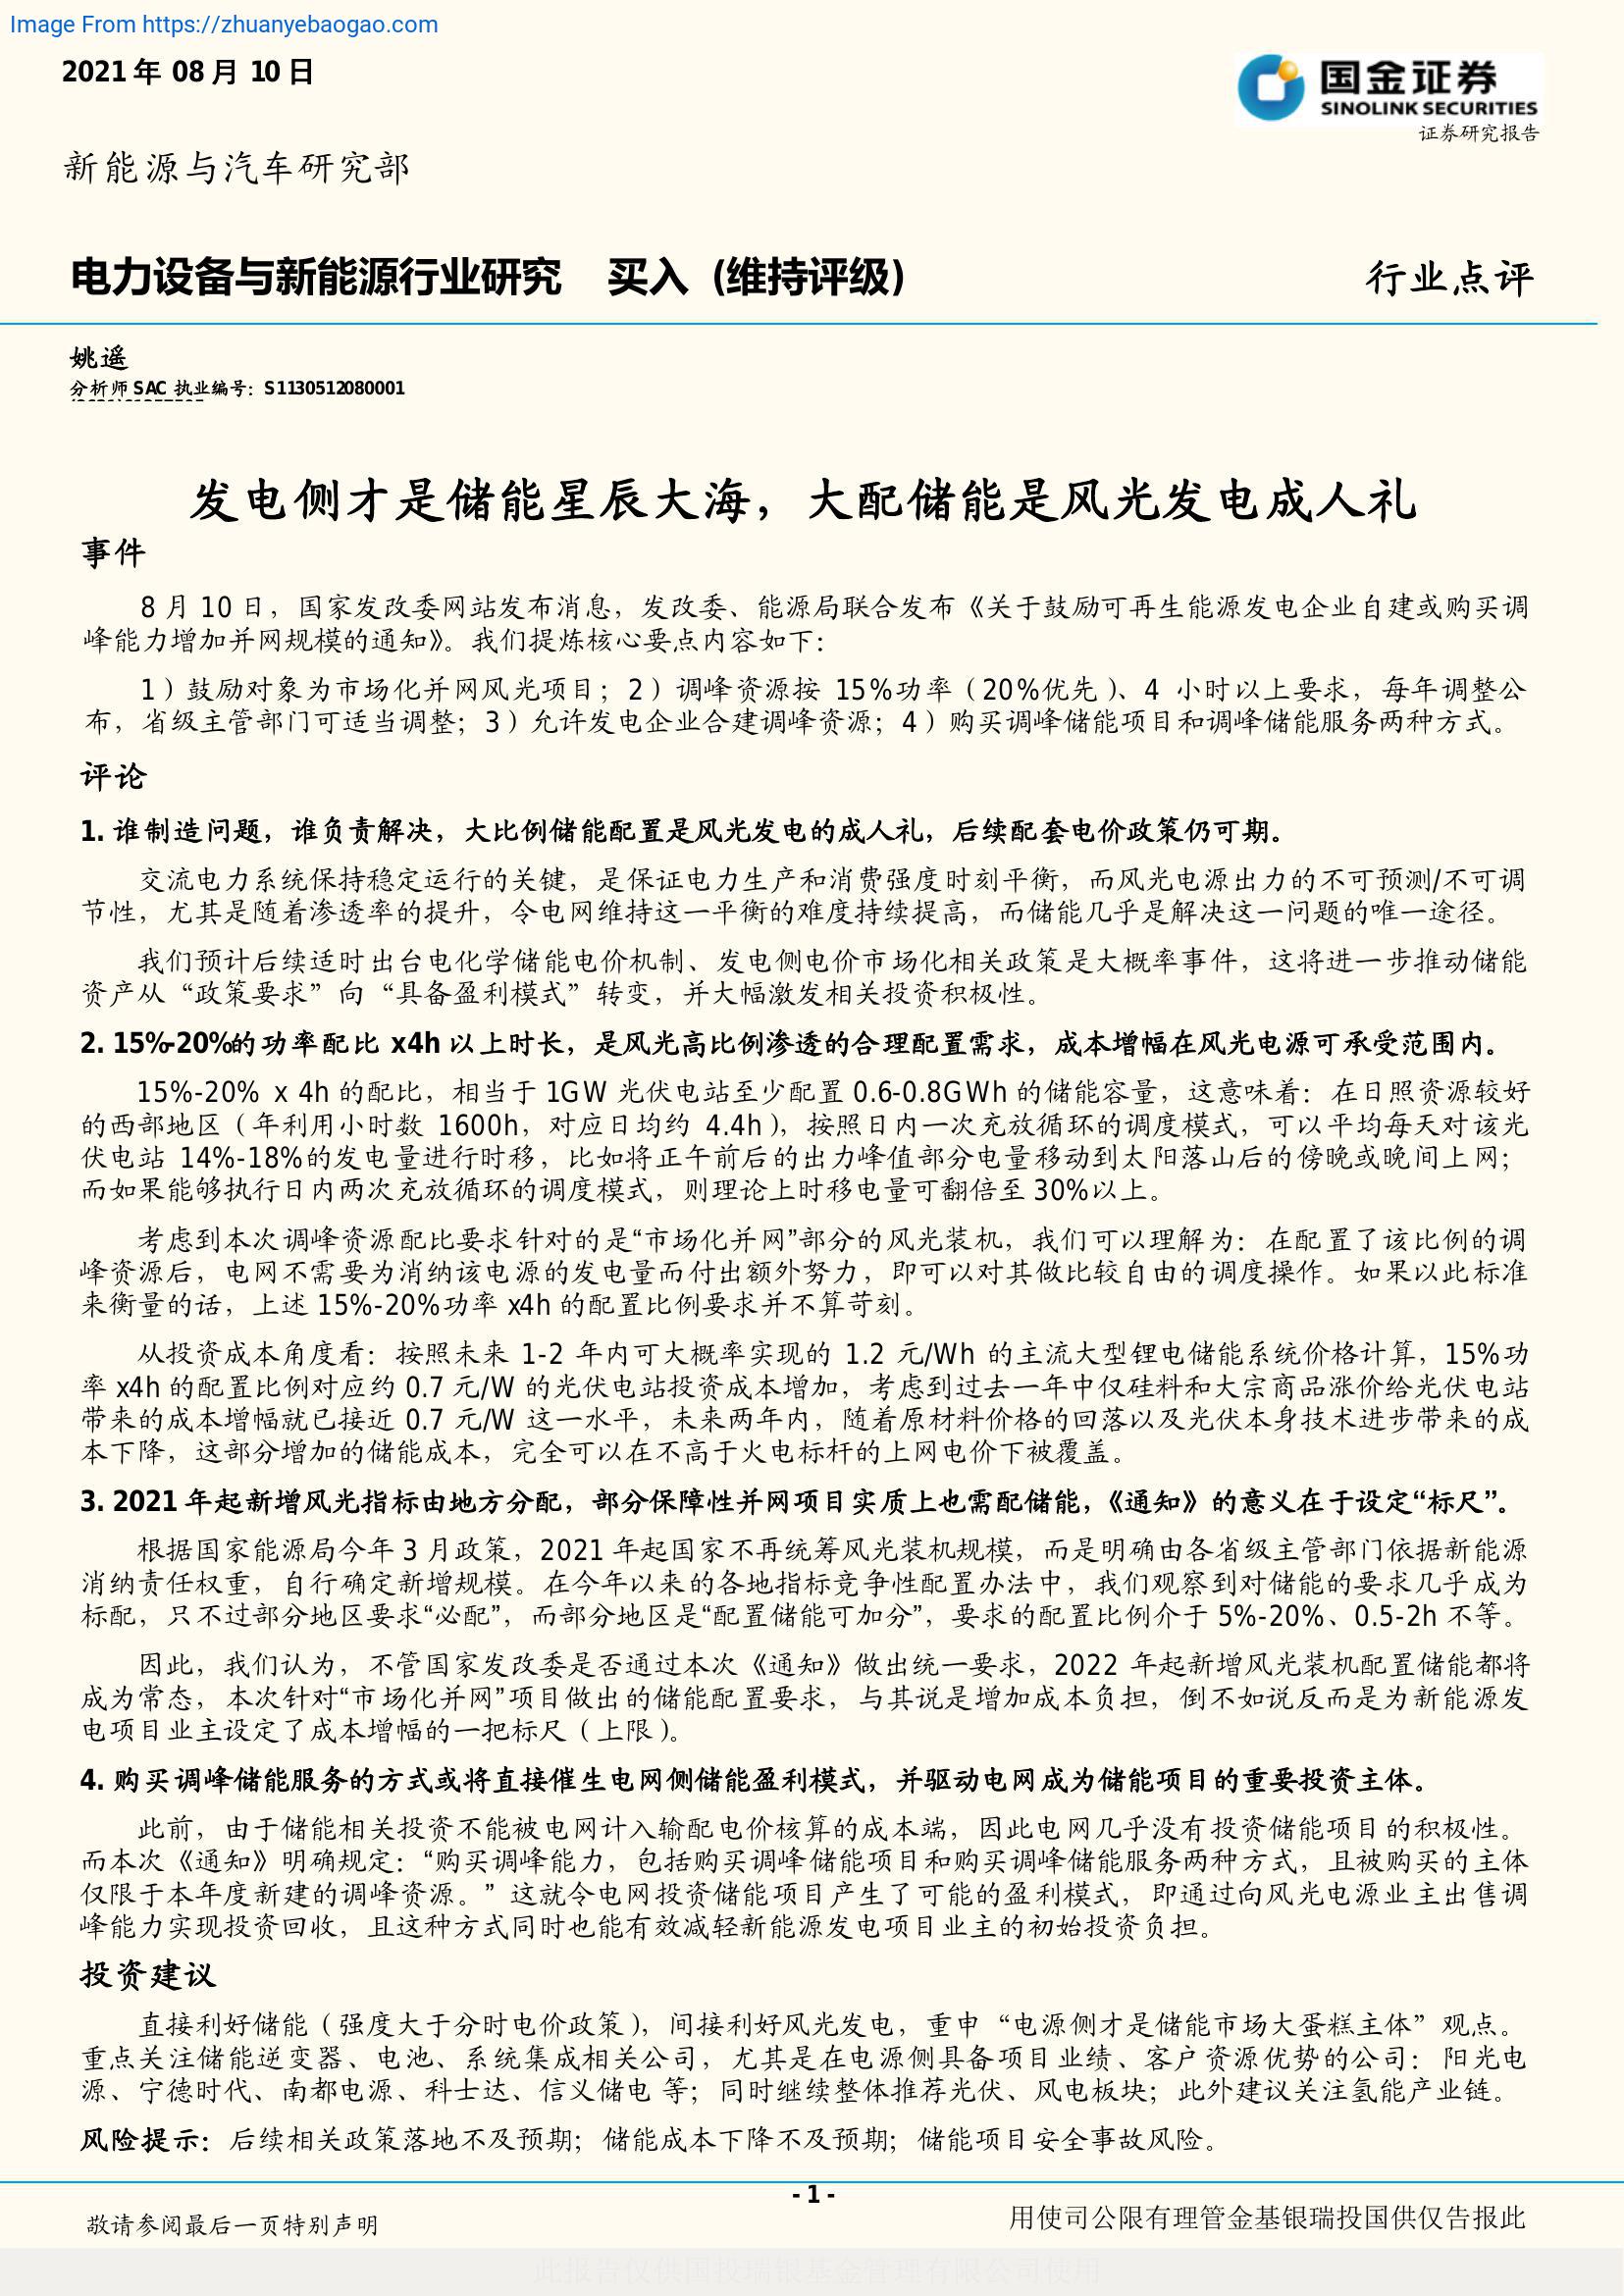 Image From https://zhuanyebaogao.com
2021 年 08 月 10 日
国金证券
SINOLINK SECURITIES
证券研究报告
新能源与汽车研究部
电力设备与新能源行业研究 买入 (维持评级)
行业点评
姚遥
分析师 SAC 执业编号：S1130512080001
发电侧才是储能星辰大海，大配储能是风光发电成人礼
事件
8 月 10 日，国家发改委网站发布消息，发改委、能源局联合发布《关于鼓励可再生能源发电企业自建或购买调
峰能力增加并网规模的通知》。我们提炼核心要点内容如下：
1）鼓励对象为市场化并网风光项目；2）调峰资源按 15%功率（20%优先）、4 小时以上要求，每年调整公
布，省级主管部门可适当调整；3）允许发电企业合建调峰资源；4）购买调峰储能项目和调峰储能服务两种方式。
评论
1. 谁制造问题，谁负责解决，大比例储能配置是风光发电的成人礼，后续配套电价政策仍可期。
交流电力系统保持稳定运行的关键，是保证电力生产和消费强度时刻平衡，而风光电源出力的不可预测/不可调
节性，尤其是随着渗透率的提升，令电网维持这一平衡的难度持续提高，而储能几乎是解决这一问题的唯一途径。
我们预计后续适时出台电化学储能电价机制、发电侧电价市场化相关政策是大概率事件，这将进一步推动储能
资产从“政策要求”向“具备盈利模式”转变，并大幅激发相关投资积极性。
2. 15%-20%的功率配比 x4h 以上时长，是风光高比例渗透的合理配置需求，成本增幅在风光电源可承受范围内。
15%-20% x 4h 的配比，相当于 1GW 光伏电站至少配置 0.6-0.8GWh 的储能容量，这意味着：在日照资源较好
的西部地区（年利用小时数 1600h，对应日均约 4.4h），按照日内一次充放循环的调度模式，可以平均每天对该光
伏电站 14%-18%的发电量进行时移，比如将正午前后的出力峰值部分电量移动到太阳落山后的傍晚或晚间上网；
而如果能够执行日内两次充放循环的调度模式，则理论上时移电量可翻倍至 30%以上。
考虑到本次调峰资源配比要求针对的是“市场化并网”部分的风光装机，我们可以理解为：在配置了该比例的调
峰资源后，电网不需要为消纳该电源的发电量而付出额外努力，即可以对其做比较自由的调度操作。如果以此标准
来衡量的话，上述 15%-20%功率 x4h 的配置比例要求并不算苛刻。
从投资成本角度看：按照未来 1-2 年内可大概率实现的 1.2 元/Wh 的主流大型锂电储能系统价格计算，15%功
率 x4h 的配置比例对应约 0.7 元/W 的光伏电站投资成本增加，考虑到过去一年中仅硅料和大宗商品涨价给光伏电站
带来的成本增幅就已接近 0.7 元/W 这一水平，未来两年内，随着原材料价格的回落以及光伏本身技术进步带来的成
本下降，这部分增加的储能成本，完全可以在不高于火电标杆的上网电价下被覆盖。
3. 2021 年起新增风光指标由地方分配，部分保障性并网项目实质上也需配储能，《通知》的意义在于设定“标尺”。
根据国家能源局今年 3 月政策，2021 年起国家不再统筹风光装机规模，而是明确由各省级主管部门依据新能源
消纳责任权重，自行确定新增规模。在今年以来的各地指标竞争性配置办法中，我们观察到对储能的要求几乎成为
标配，只不过部分地区要求“必配”，而部分地区是“配置储能可加分”，要求的配置比例介于 5%-20%、0.5-2h 不等。
因此，我们认为，不管国家发改委是否通过本次《通知》做出统一要求，2022 年起新增风光装机配置储能都将
成为常态，本次针对“市场化并网”项目做出的储能配置要求，与其说是增加成本负担，倒不如说反而是为新能源发
电项目业主设定了成本增幅的一把标尺（上限）。
4. 购买调峰储能服务的方式或将直接催生电网侧储能盈利模式，并驱动电网成为储能项目的重要投资主体。
此前，由于储能相关投资不能被电网计入输配电价核算的成本端，因此电网几乎没有投资储能项目的积极性。
而本次《通知》明确规定：“购买调峰能力，包括购买调峰储能项目和购买调峰储能服务两种方式，且被购买的主体
仅限于本年度新建的调峰资源。” 这就令电网投资储能项目产生了可能的盈利模式，即通过向风光电源业主出售调
峰能力实现投资回收，且这种方式同时也能有效减轻新能源发电项目业主的初始投资负担。
投资建议
直接利好储能（强度大于分时电价政策），间接利好风光发电，重申“电源侧才是储能市场大蛋糕主体”观点。
重点关注储能逆变器、电池、系统集成相关公司，尤其是在电源侧具备项目业绩、客户资源优势的公司：阳光电
源、宁德时代、南都电源、科士达、信义储电 等；同时继续整体推荐光伏、风电板块；此外建议关注氢能产业链。
风险提示：后续相关政策落地不及预期；储能成本下降不及预期；储能项目安全事故风险。
- 1 -
敬请参阅最后一页特别声明
用使司公限有理管金基银瑞投国供仅告报此
此报告仅供国投瑞银基金管理有限公司使用